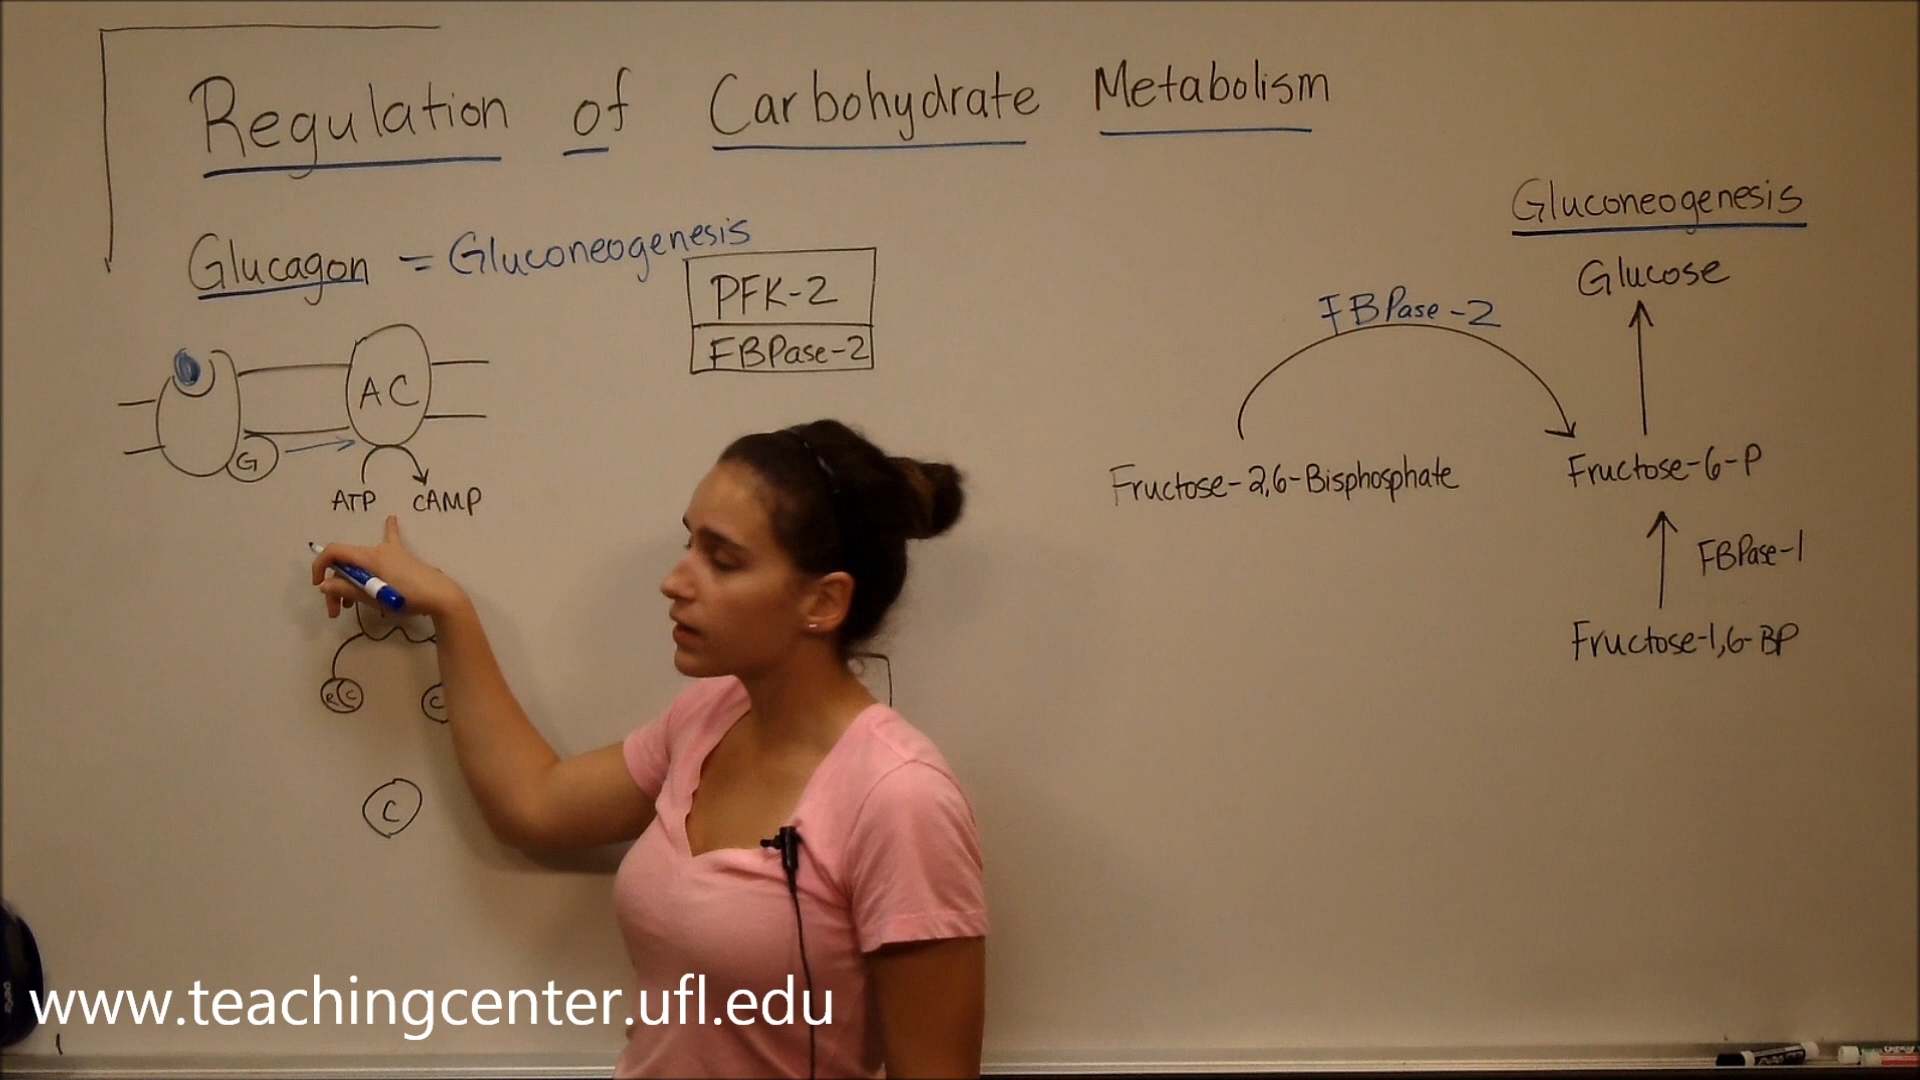 Regulation of Carbohydrate Metabolism
Glucagon = Gluconeogenesis
PFK-2
FBPase-2
AC
G
ATP cAMP
R C
C
C
Gluconeogenesis
Glucose
FBPase-2
Fructose-2,6-Bisphosphate
Fructose-6-P
FBPase-1
Fructose-1,6-BP
www.teachingcenter.ufl.edu